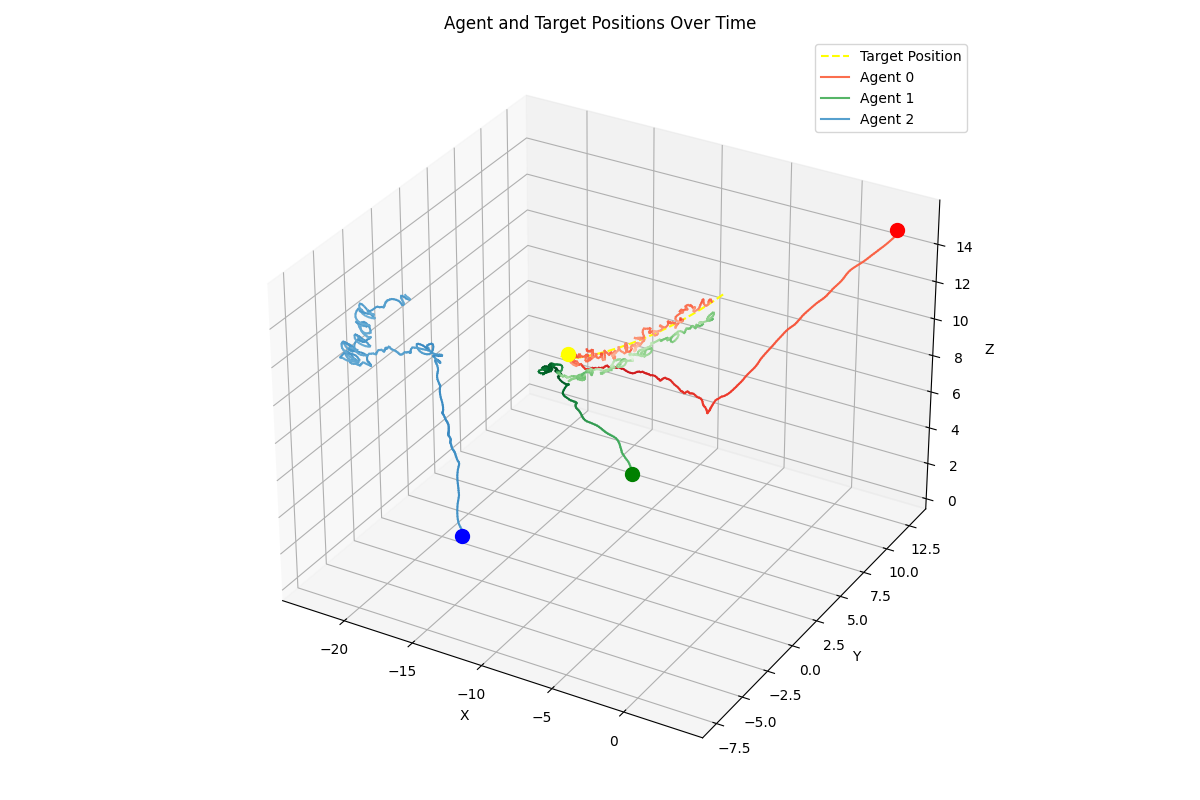 Agent and Target Positions Over Time
Target Position
Agent 0
Agent 1
Agent 2
Z
14
12
10
8
6
4
2
0
12.5
10.0
7.5
5.0
2.5
0.0
−2.5
−5.0
−7.5
Y
−20
−15
−10
−5
0
X